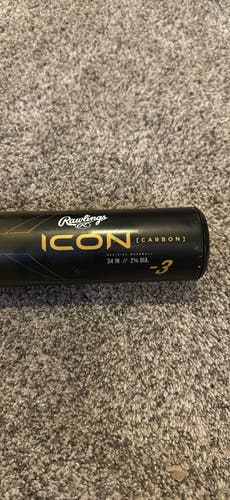 Rawlings
R
ICON [CARBON]
OFFICIAL BASEBALL
34 IN // 2⅝ DIA.
-3